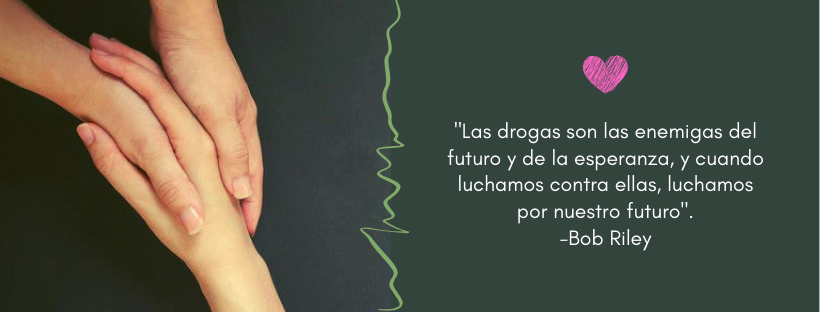 "Las drogas son las enemigas del
futuro y de la esperanza, y cuando
luchamos contra ellas, luchamos
por nuestro futuro".
-Bob Riley